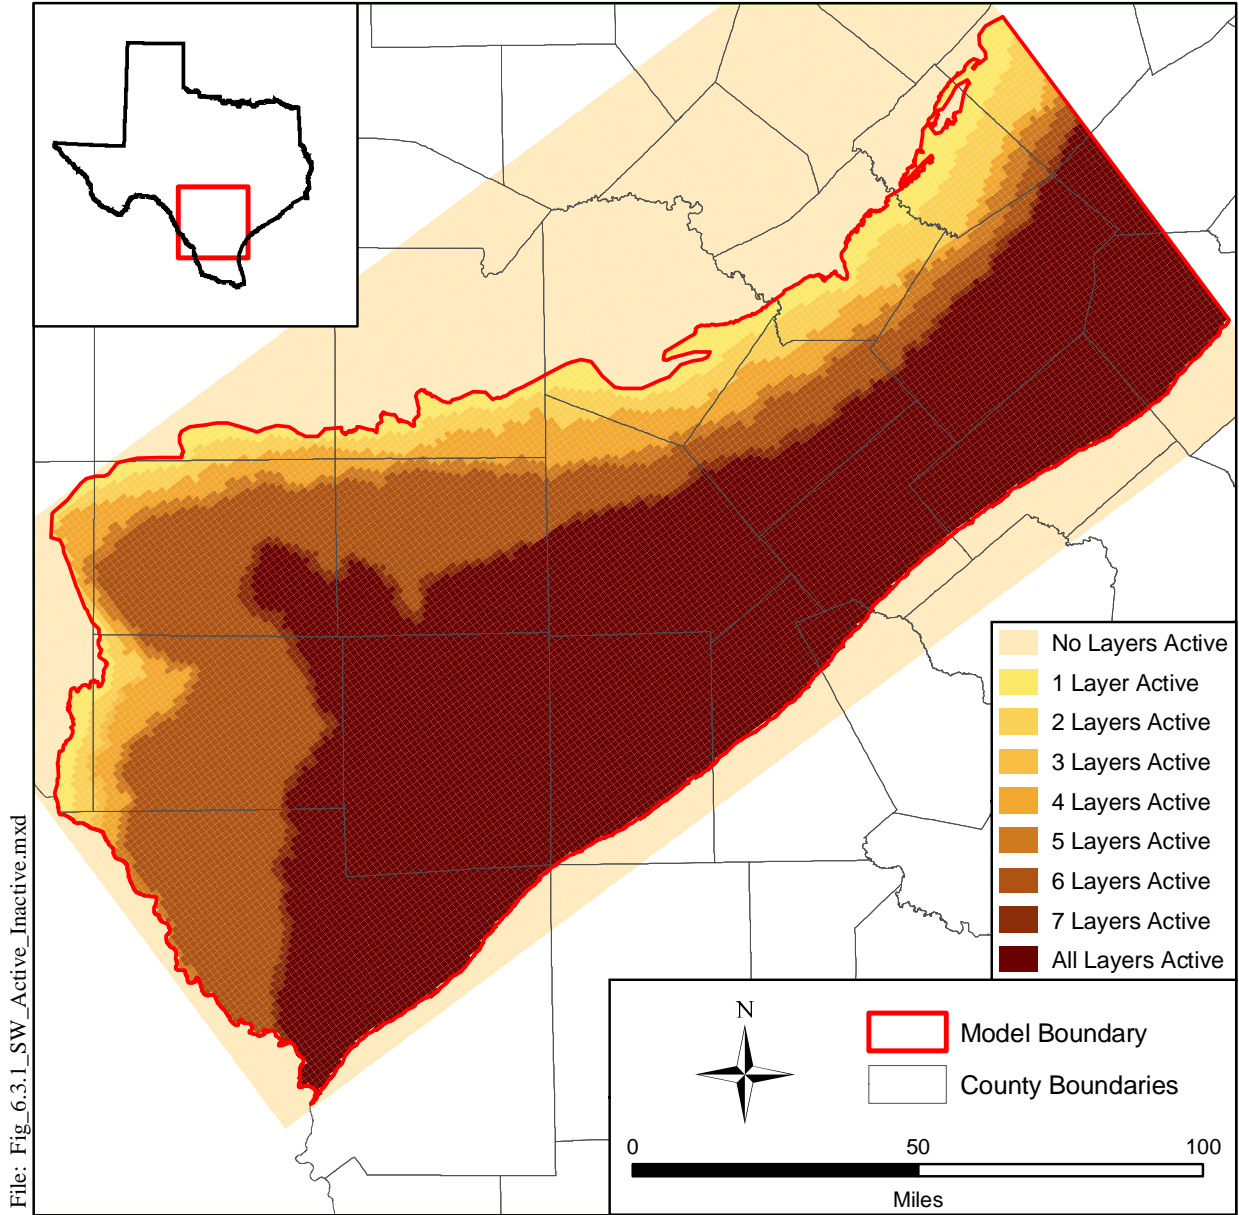 No Layers Active
1 Layer Active
2 Layers Active
3 Layers Active
4 Layers Active
5 Layers Active
6 Layers Active
7 Layers Active
All Layers Active
N
Model Boundary
County Boundaries
0 50 100
Miles
File: Fig_6.3.1_SW_Active_Inactive.mxd